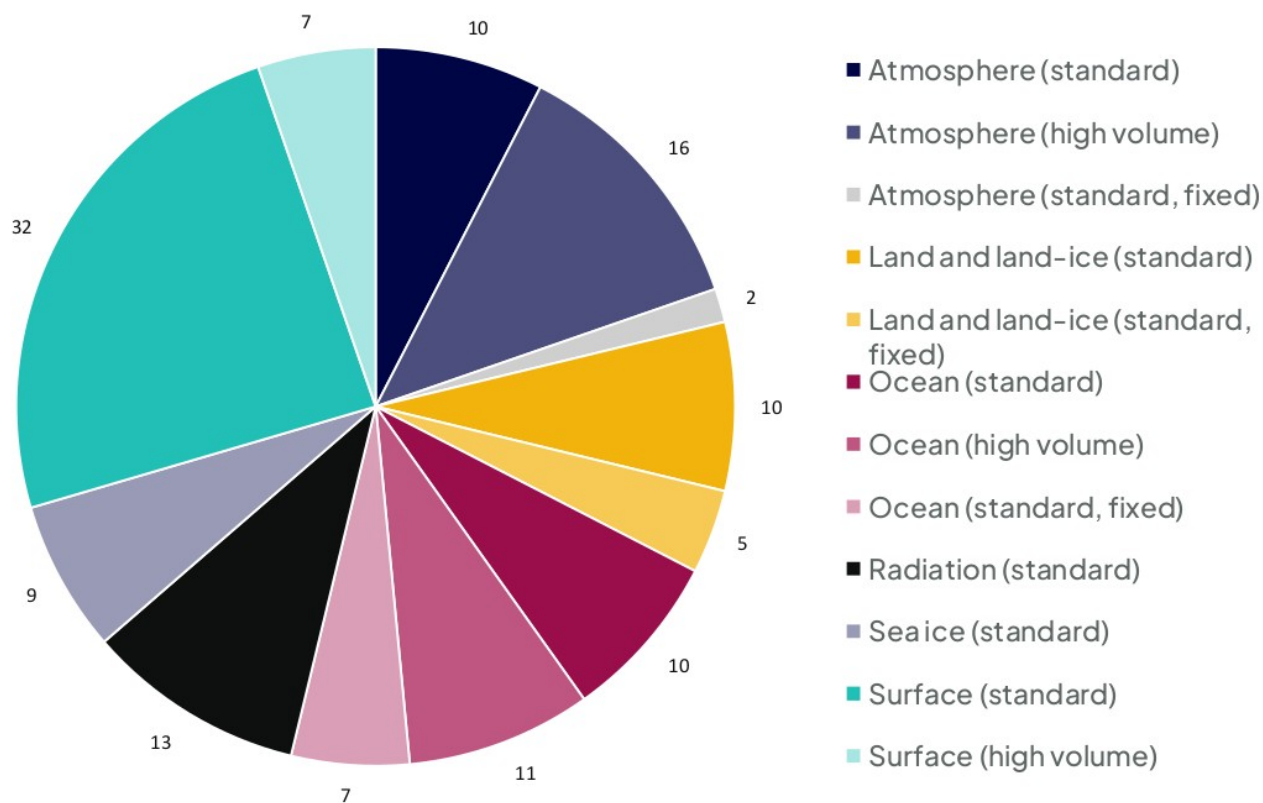 7
10
16
32
2
10
5
9
10
13
11
7
Atmosphere (standard)
Atmosphere (high volume)
Atmosphere (standard, fixed)
Land and land-ice (standard)
Land and land-ice (standard,
fixed)
Ocean (standard)
Ocean (high volume)
Ocean (standard, fixed)
Radiation (standard)
Sea ice (standard)
Surface (standard)
Surface (high volume)